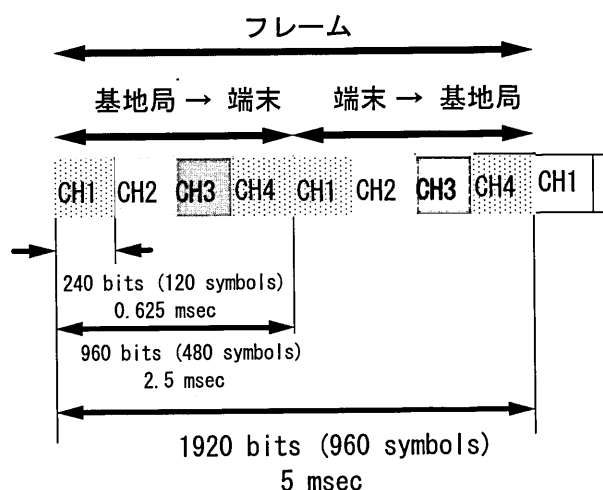 フレーム
基地局 → 端末 端末 → 基地局
CH1 CH2 CH3 CH4 CH1 CH2 CH3 CH4 CH1
240 bits (120 symbols)
0.625 msec
960 bits (480 symbols)
2.5 msec
1920 bits (960 symbols)
5 msec